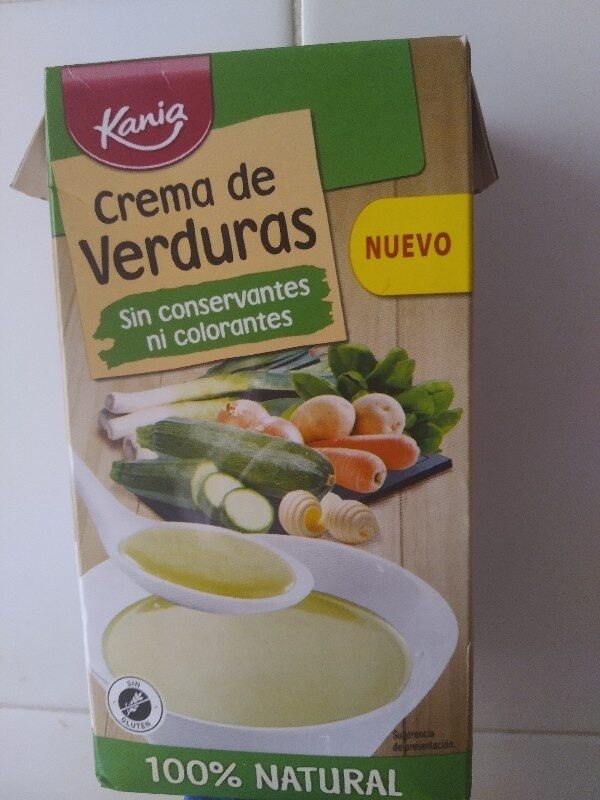 Kania
Crema de
Verduras
Sin conservantes
ni colorantes
NUEVO
SIN
GLUTEN
Sugerencia
de presentación.
100% NATURAL